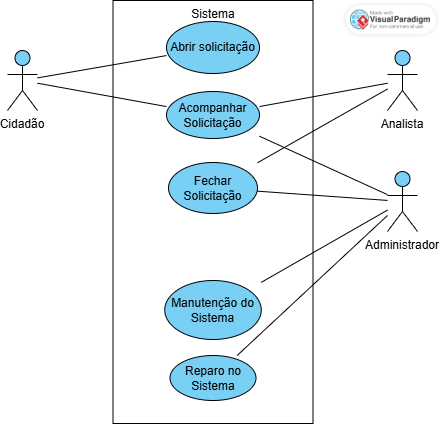 Sistema
Made with
Visual Paradigm
For non-commercial use
Abrir solicitação
Acompanhar
Solicitação
Cidadão
Analista
Fechar
Solicitação
Administrador
Manutenção do
Sistema
Reparo no
Sistema